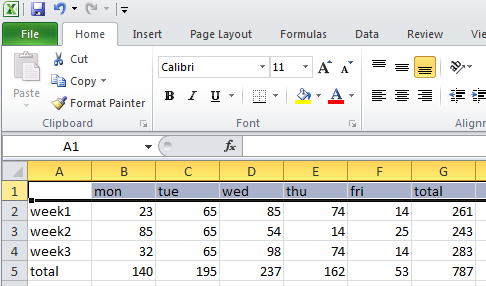 File Home Insert Page Layout Formulas Data Review
Cut
Copy
Format Painter
Paste
Calibri 11 A A
B I U A
Clipboard Font
A1 fx
A B C D E F G
1 mon tue wed thu fri total
2 week1 23 65 85 74 14 261
3 week2 85 65 54 14 25 243
4 week3 32 65 98 74 14 283
5 total 140 195 237 162 53 787